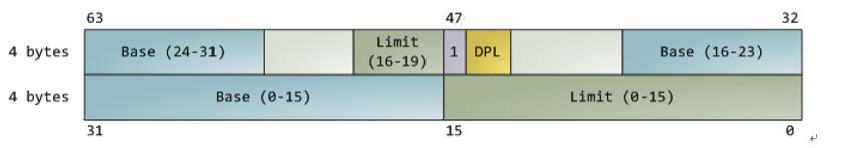 63 47 32
4 bytes Base (24-31) Limit (16-19) 1 DPL Base (16-23)
4 bytes Base (0-15) Limit (0-15)
31 15 0